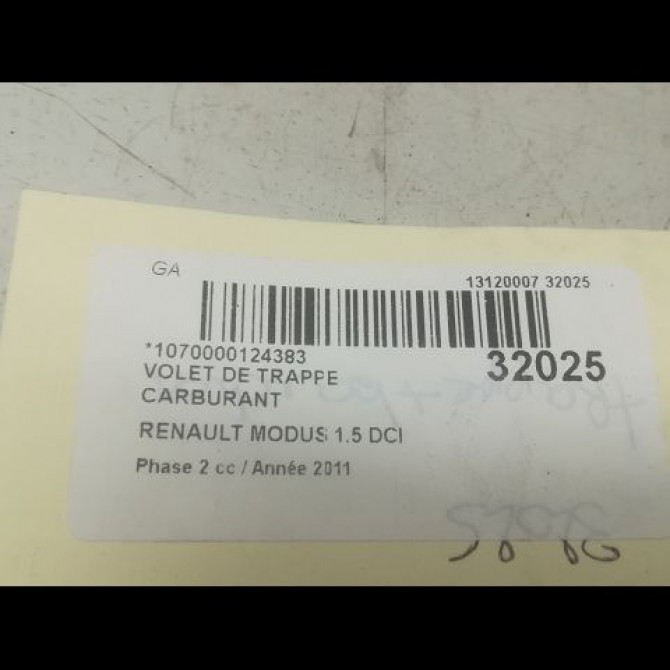 GA
13120007 32025
*1070000124383
32025
VOLET DE TRAPPE
CARBURANT
RENAULT MODUS 1.5 DCI
Phase 2 cc / Année 2011